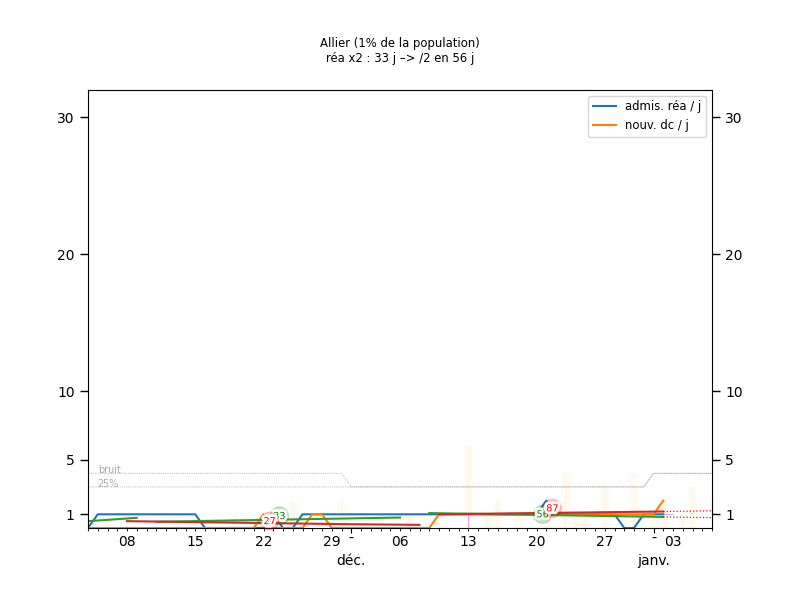 Allier (1% de la population)
réa x2 : 33 j –> /2 en 56 j
admis. réa / j
nouv. dc / j
30 30
20 20
10 10
5 5
bruit
25%
1 1
27 33 56 87
08 15 22 29 - 06 13 20 27 - 03
déc. janv.